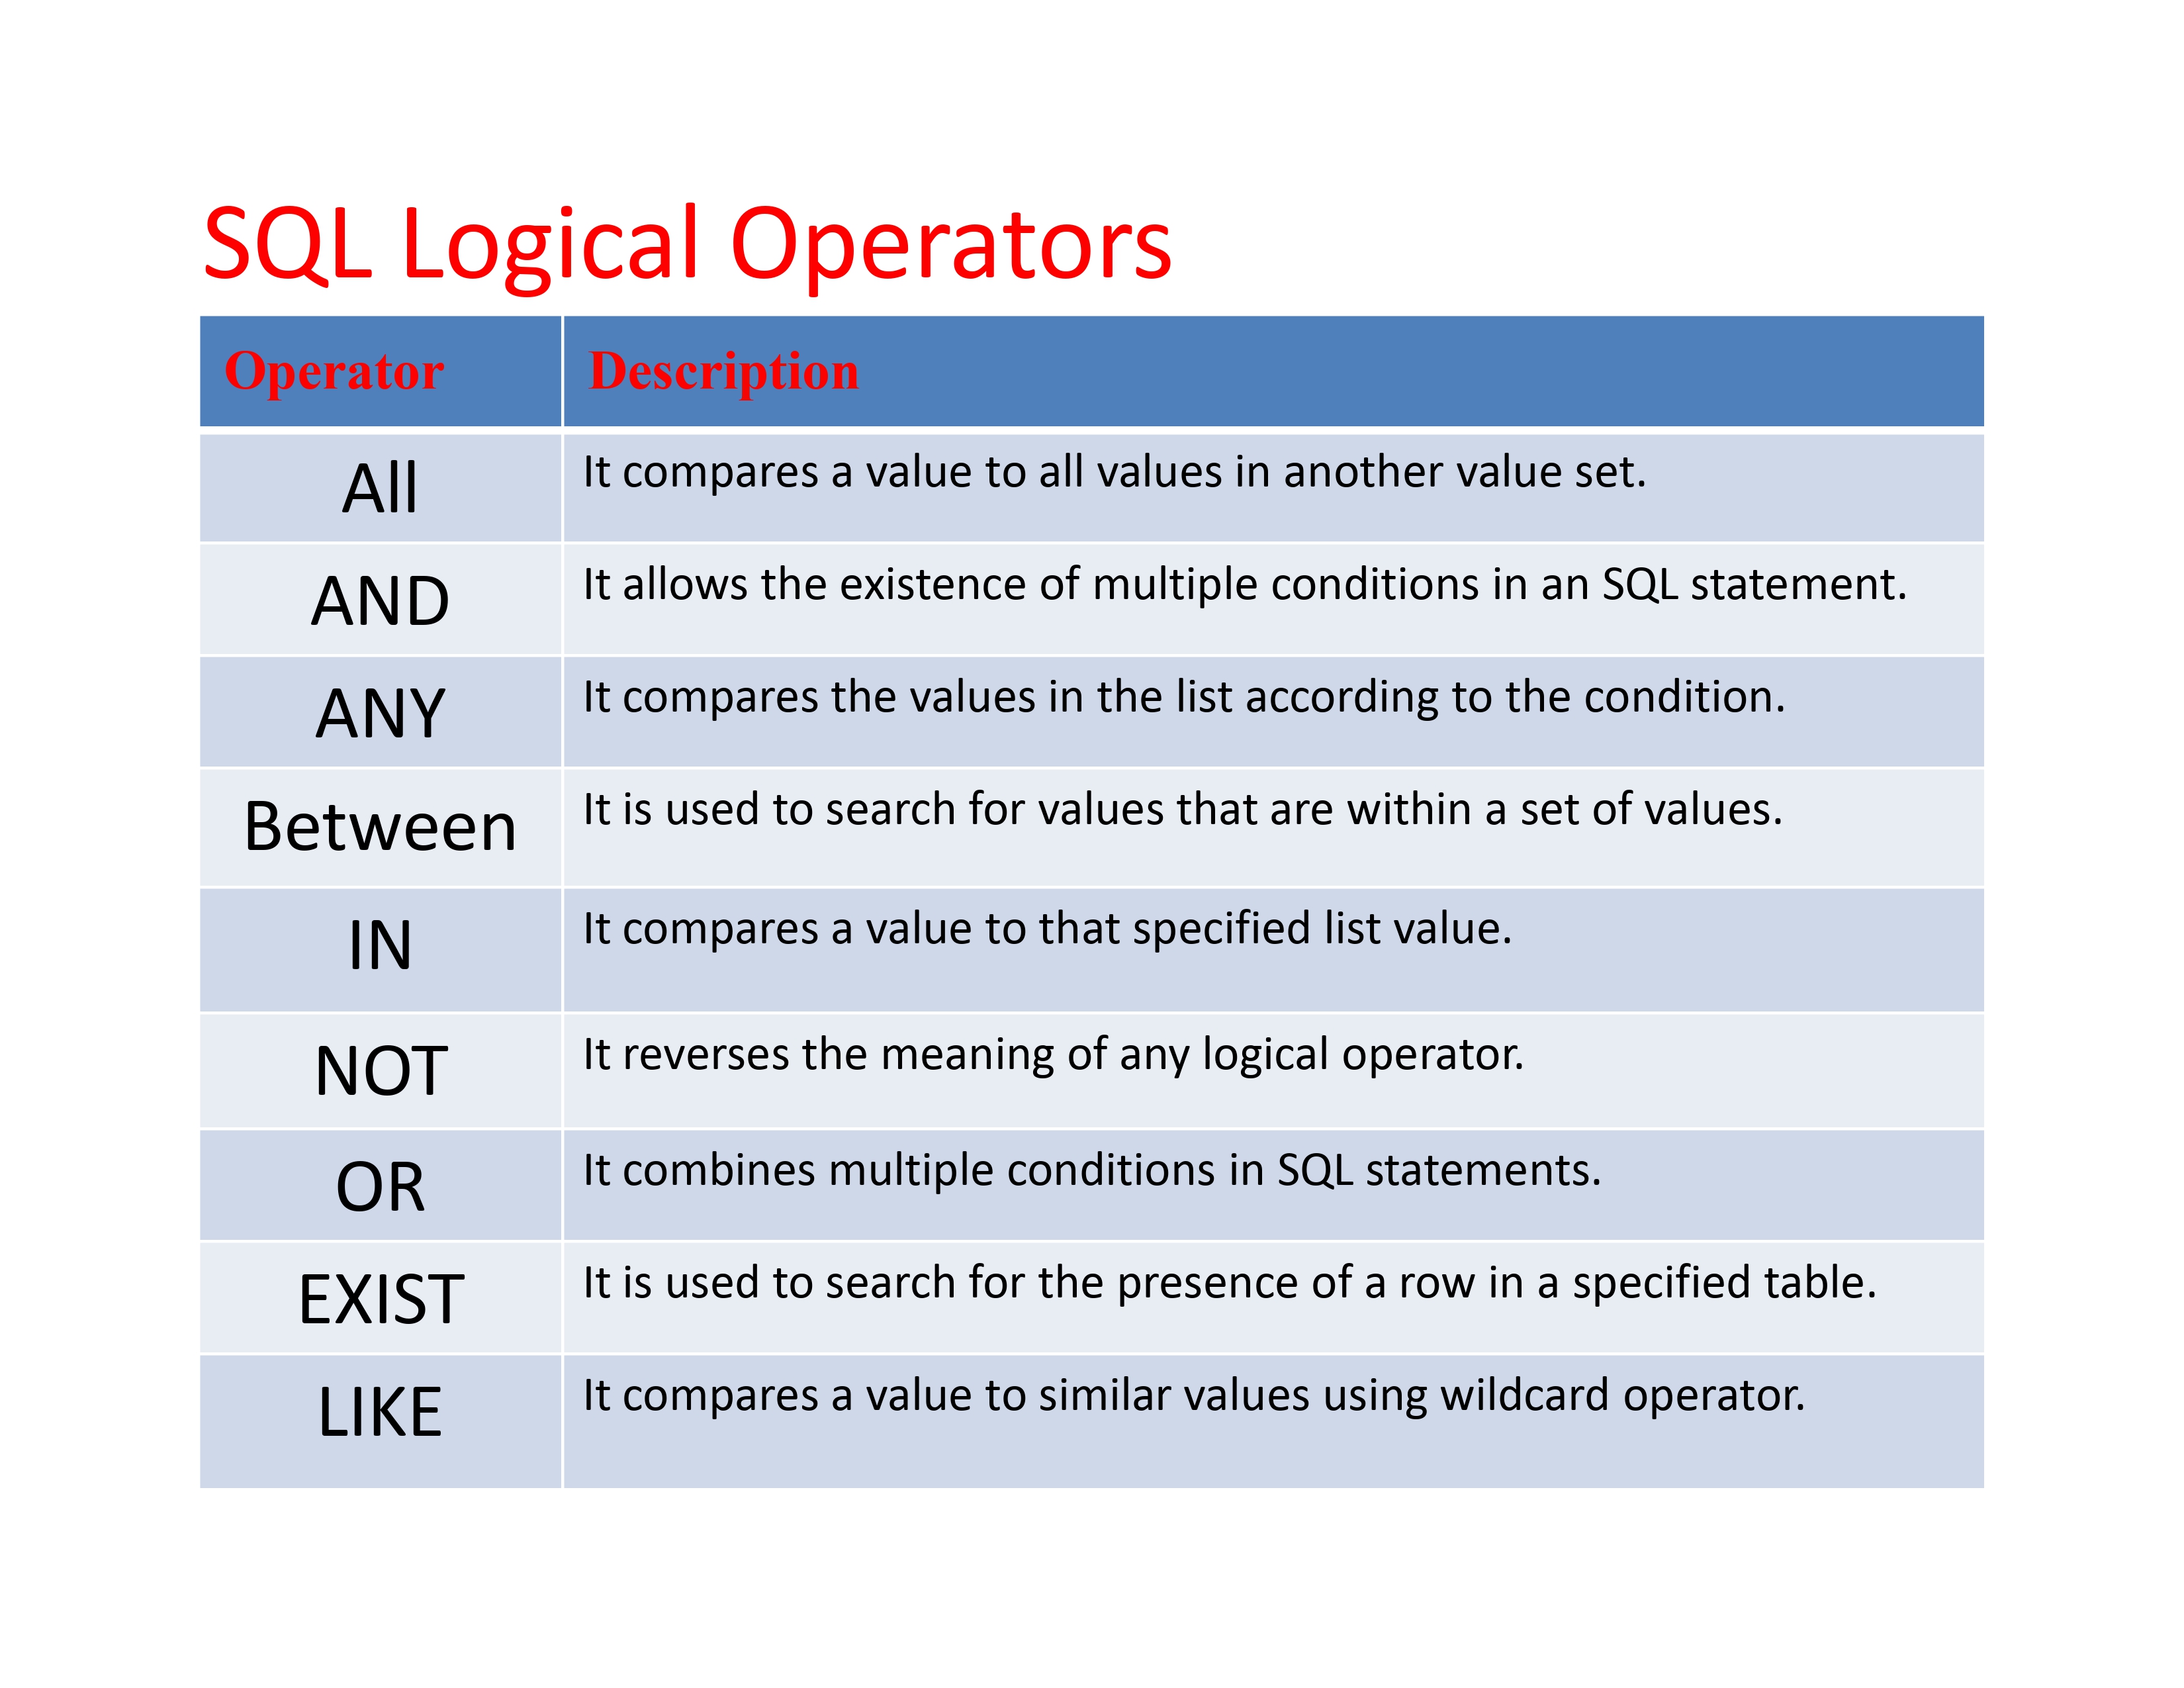 SQL Logical Operators
Operator Description
All It compares a value to all values in another value set.
AND It allows the existence of multiple conditions in an SQL statement.
ANY It compares the values in the list according to the condition.
Between It is used to search for values that are within a set of values.
IN It compares a value to that specified list value.
NOT It reverses the meaning of any logical operator.
OR It combines multiple conditions in SQL statements.
EXIST It is used to search for the presence of a row in a specified table.
LIKE It compares a value to similar values using wildcard operator.